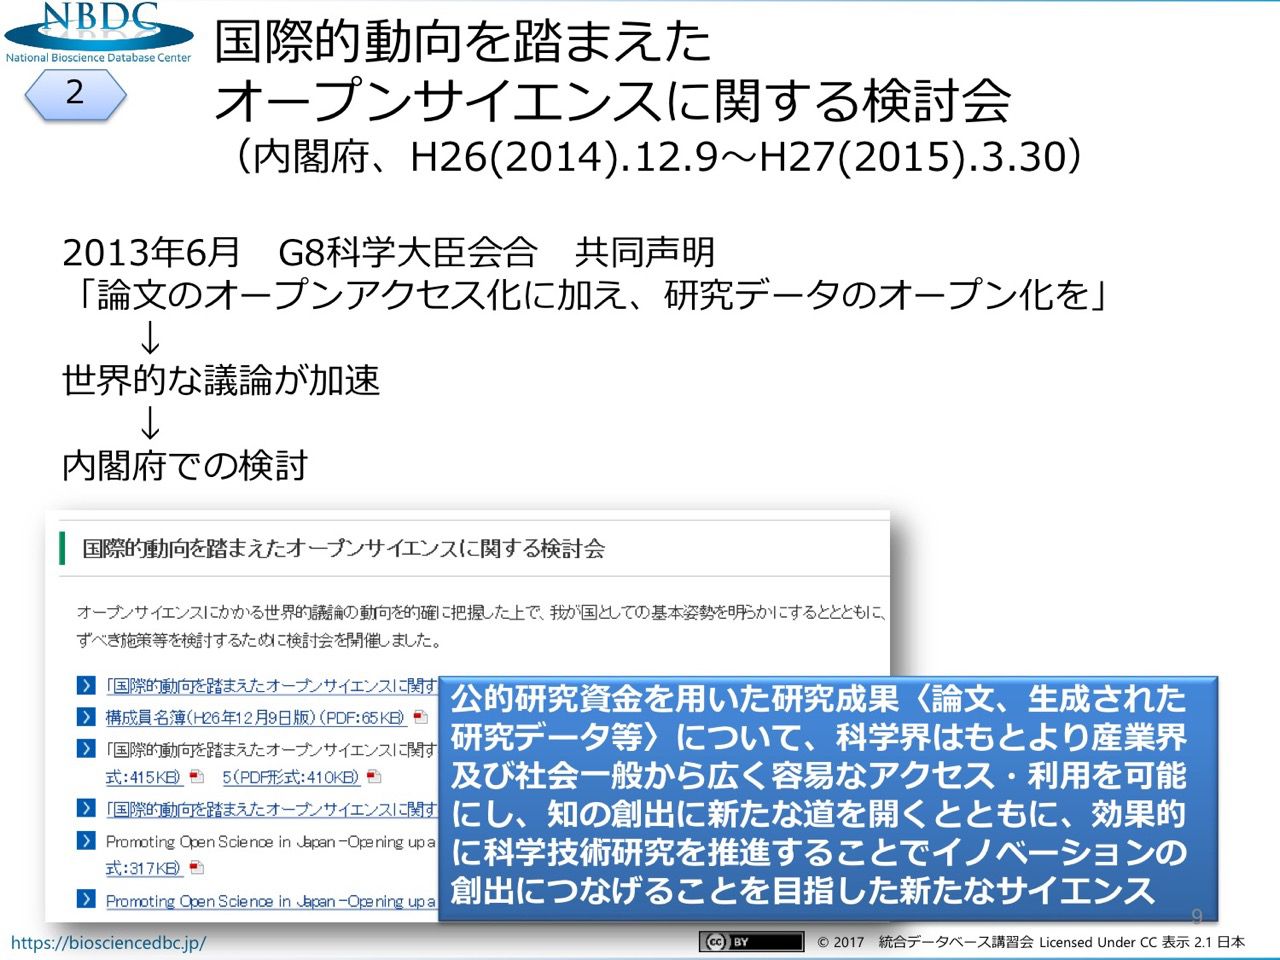 NBDC
National Bioscience Database Center
2
国際的動向を踏まえた
オープンサイエンスに関する検討会
（内閣府、H26(2014).12.9～H27(2015).3.30）
2013年6月　G8科学大臣会合　共同声明
「論文のオープンアクセス化に加え、研究データのオープン化を」
↓
世界的な議論が加速
↓
内閣府での検討
国際的動向を踏まえたオープンサイエンスに関する検討会
オープンサイエンスにかかる世界的議論の動向を的確に把握した上で、我が国としての基本姿勢を明らかにするとともに、
ずべき施策等を検討するために検討会を開催しました。
「国際的動向を踏まえたオープンサイエンスに関す
構成員名簿（H26年12月9日版）（PDF：65KB）
「国際的動向を踏まえたオープンサイエンスに関す
式：415KB） 5（PDF形式：410KB）
「国際的動向を踏まえたオープンサイエンスに関す
Promoting Open Science in Japan -Opening up a
式：317KB）
Promoting Open Science in Japan -Opening up a
公的研究資金を用いた研究成果〈論文、生成された
研究データ等〉について、科学界はもとより産業界
及び社会一般から広く容易なアクセス・利用を可能
にし、知の創出に新たな道を開くとともに、効果的
に科学技術研究を推進することでイノベーションの
創出につなげることを目指した新たなサイエンス
9
https://biosciencedbc.jp/
cc BY
© 2017　統合データベース講習会 Licensed Under CC 表示 2.1 日本